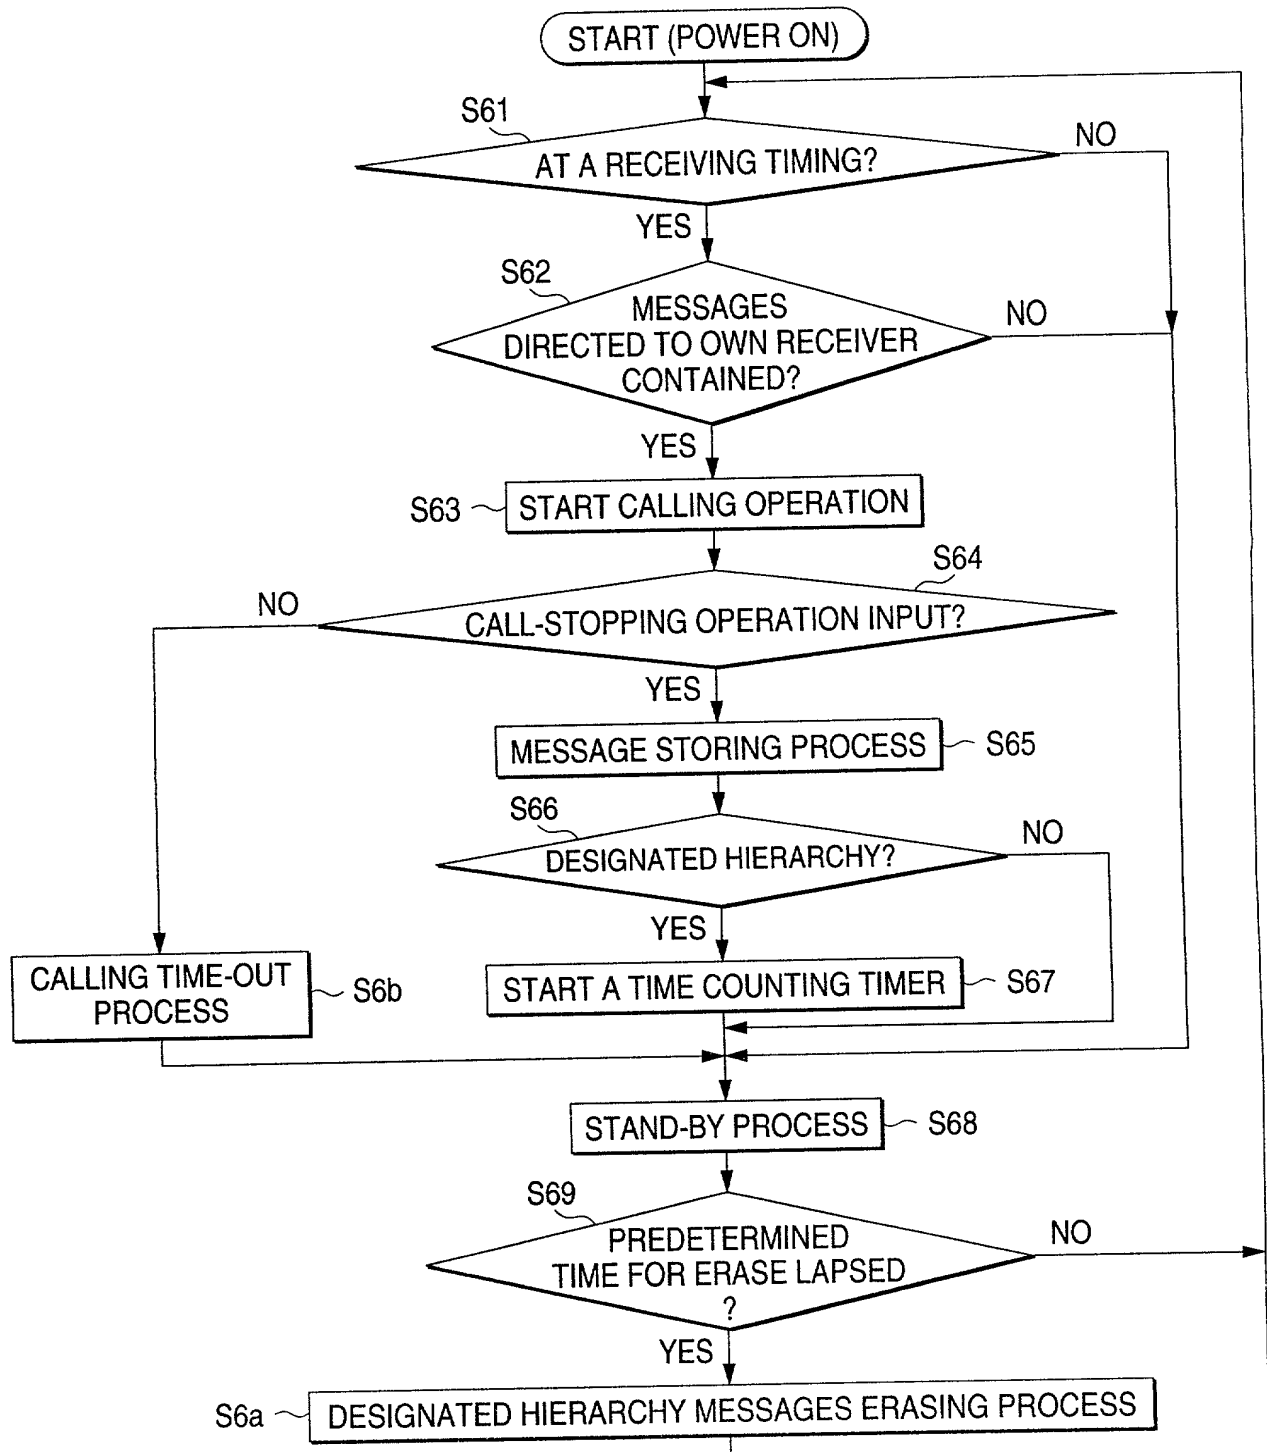 START (POWER ON)
S61
AT A RECEIVING TIMING?
NO
YES
S62
MESSAGES
DIRECTED TO OWN RECEIVER
CONTAINED?
NO
YES
S63
START CALLING OPERATION
S64
NO
CALL-STOPPING OPERATION INPUT?
YES
MESSAGE STORING PROCESS
S65
S66
DESIGNATED HIERARCHY?
NO
YES
CALLING TIME-OUT
PROCESS
S6b
START A TIME COUNTING TIMER
S67
STAND-BY PROCESS
S68
S69
PREDETERMINED
TIME FOR ERASE LAPSED
?
NO
YES
S6a
DESIGNATED HIERARCHY MESSAGES ERASING PROCESS